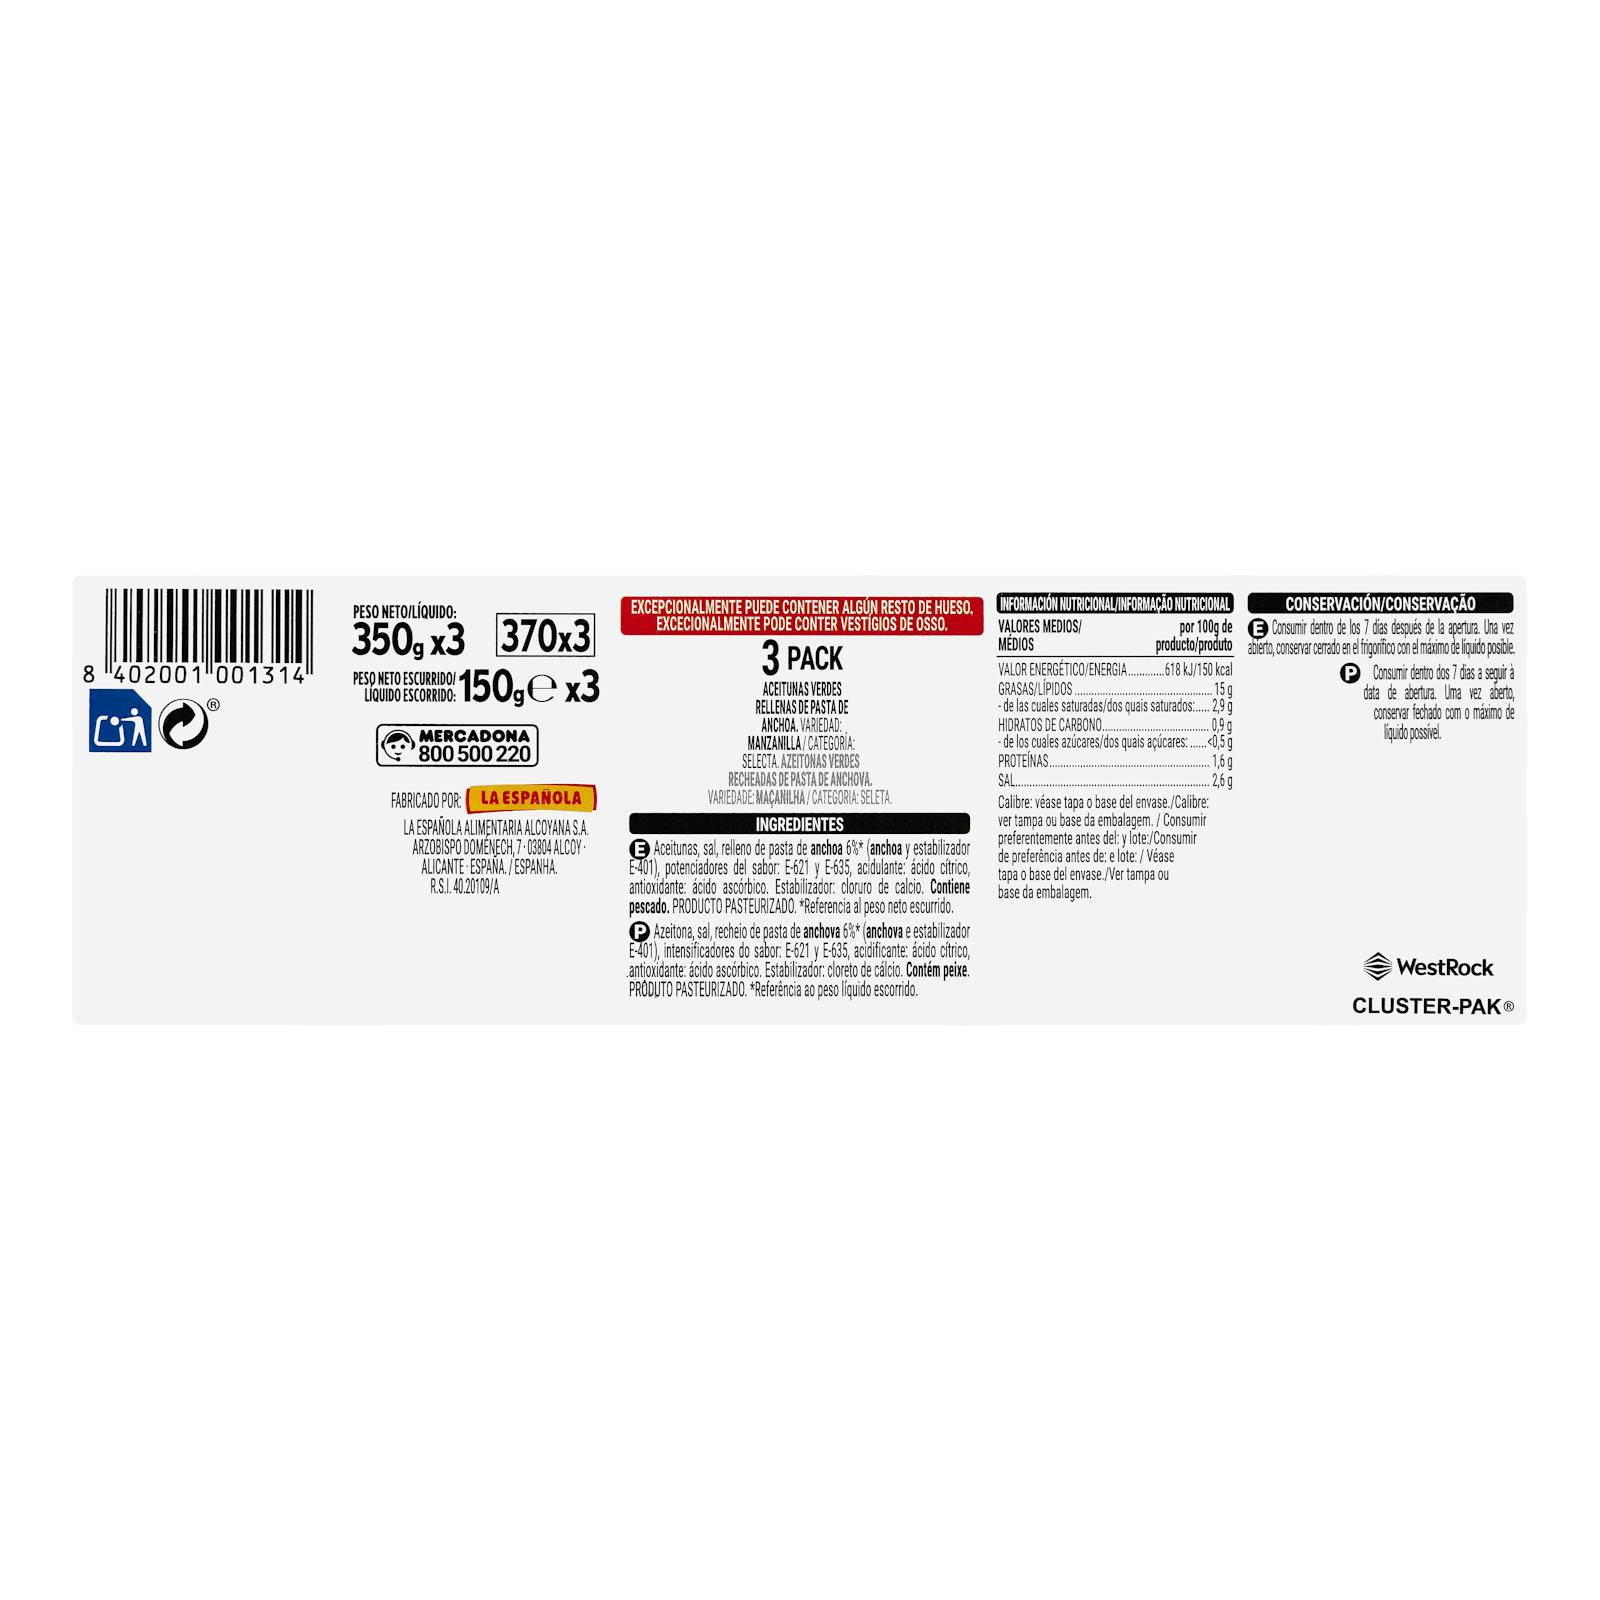 8 402001 001314
®
PESO NETO/LÍQUIDO:
350g x3
370x3
PESO NETO ESCURRIDO/
LÍQUIDO ESCORRIDO:
150g℮ x3
MERCADONA
800 500 220
FABRICADO POR: LA ESPAÑOLA
LA ESPAÑOLA ALIMENTARIA ALCOYANA S.A.
ARZOBISPO DOMÉNECH, 7 · 03804 ALCOY ·
ALICANTE · ESPAÑA. / ESPANHA.
R.S.I. 40.20109/A
EXCEPCIONALMENTE PUEDE CONTENER ALGÚN RESTO DE HUESO.
EXCECIONALMENTE PODE CONTER VESTÍGIOS DE OSSO.
3 PACK
ACEITUNAS VERDES
RELLENAS DE PASTA DE
ANCHOA. VARIEDAD:
MANZANILLA / CATEGORÍA:
SELECTA. AZEITONAS VERDES
RECHEADAS DE PASTA DE ANCHOVA.
VARIEDADE: MAÇANILHA / CATEGORIA: SELETA.
INGREDIENTES
E Aceitunas, sal, relleno de pasta de anchoa 6%* (anchoa y estabilizador
E-401), potenciadores del sabor: E-621 y E-635, acidulante: ácido cítrico,
antioxidante: ácido ascórbico. Estabilizador: cloruro de calcio. Contiene
pescado. PRODUCTO PASTEURIZADO. *Referencia al peso neto escurrido.
P Azeitona, sal, recheio de pasta de anchova 6%* (anchova e estabilizador
E-401), intensificadores do sabor: E-621 y E-635, acidificante: ácido cítrico,
antioxidante: ácido ascórbico. Estabilizador: cloreto de cálcio. Contém peixe.
PRODUTO PASTEURIZADO. *Referência ao peso líquido escorrido.
INFORMACIÓN NUTRICIONAL/INFORMAÇÃO NUTRICIONAL
VALORES MEDIOS/
MÉDIOS
por 100g de
producto/produto
VALOR ENERGÉTICO/ENERGIA............618 kJ/150 kcal
GRASAS/LÍPIDOS....................15 g
- de las cuales saturadas/dos quais saturados:..... 2,9 g
HIDRATOS DE CARBONO....................0,9 g
- de los cuales azúcares/dos quais açúcares: ......<0,5 g
PROTEÍNAS....................1,6 g
SAL....................2,6 g
Calibre: véase tapa o base del envase./Calibre:
ver tampa ou base da embalagem. / Consumir
preferentemente antes del: y lote:/Consumir
de preferência antes de: e lote: / Véase
tapa o base del envase./Ver tampa ou
base da embalagem.
CONSERVACIÓN/CONSERVAÇÃO
E Consumir dentro de los 7 días después de la apertura. Una vez
abierto, conservar cerrado en el frigorífico con el máximo de líquido posible.
P Consumir dentro dos 7 dias a seguir à
data de abertura. Uma vez aberto,
conservar fechado com o máximo de
líquido possível.
WestRock
CLUSTER-PAK®